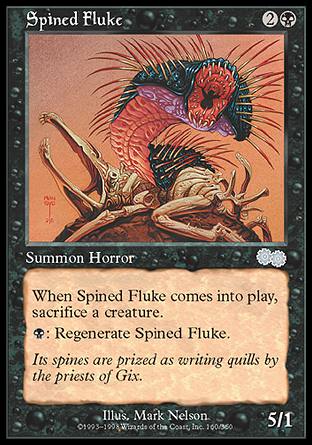 Spined Fluke 2
Summon Horror
When Spined Fluke comes into play,
sacrifice a creature.
: Regenerate Spined Fluke.
Its spines are prized as writing quills by
the priests of Gix.
5/1
Illus. Mark Nelson
©1993-1998 Wizards of the Coast, Inc. 160/350